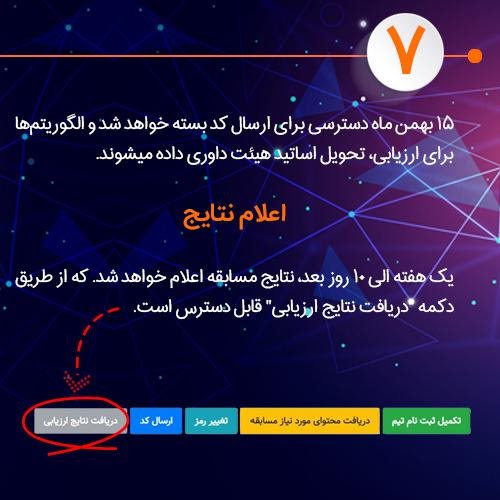 ۷
۱۵ بهمن ماه دسترسی برای ارسال کد بسته خواهد شد و الگوریتم‌ها
برای ارزیابی، تحویل اساتید هیئت داوری داده میشوند.
اعلام نتایج
یک هفته الی ۱۰ روز بعد، نتایج مسابقه اعلام خواهد شد. که از طریق
دکمه "دریافت نتایج ارزیابی" قابل دسترس است.
تکمیل ثبت نام تیم دریافت محتوای مورد نیاز مسابقه تغییر رمز ارسال کد دریافت نتایج ارزیابی